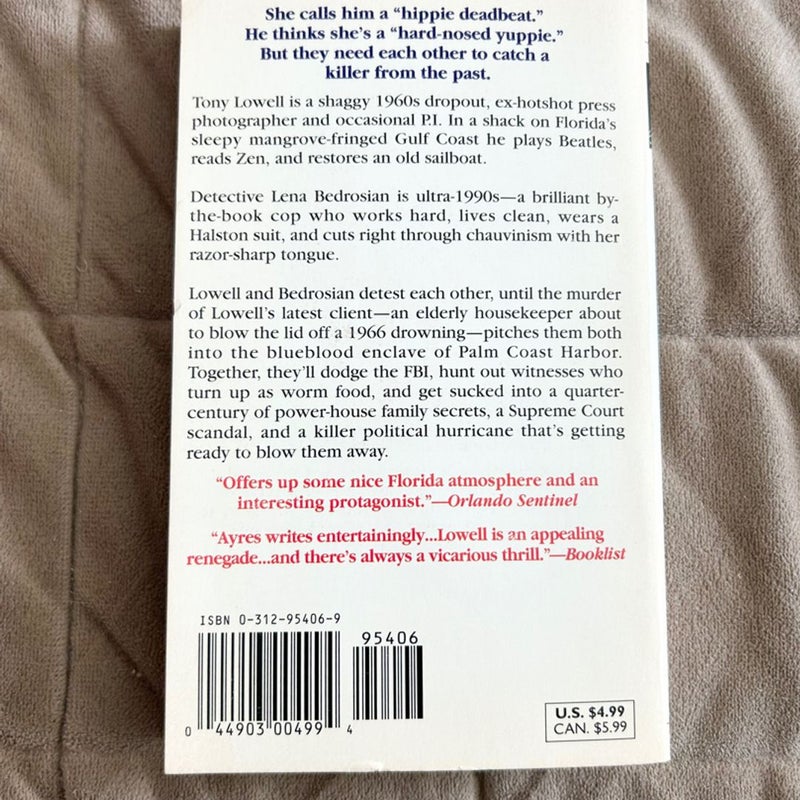 She calls him a “hippie deadbeat.”
He thinks she’s a “hard-nosed yuppie.”
But they need each other to catch a
killer from the past.
Tony Lowell is a shaggy 1960s dropout, ex-hotshot press
photographer and occasional P.I. In a shack on Florida’s
sleepy mangrove-fringed Gulf Coast he plays Beatles,
reads Zen, and restores an old sailboat.
Detective Lena Bedrosian is ultra-1990s—a brilliant by-
the-book cop who works hard, lives clean, wears a
Halston suit, and cuts right through chauvinism with her
razor-sharp tongue.
Lowell and Bedrosian detest each other, until the murder
of Lowell’s latest client—an elderly housekeeper about
to blow the lid off a 1966 drowning—pitches them both
into the blueblood enclave of Palm Coast Harbor.
Together, they’ll dodge the FBI, hunt out witnesses who
turn up as worm food, and get sucked into a quarter-
century of power-house family secrets, a Supreme Court
scandal, and a killer political hurricane that’s getting
ready to blow them away.
“Offers up some nice Florida atmosphere and an
interesting protagonist.”—Orlando Sentinel
“Ayres writes entertainingly...Lowell is an appealing
renegade...and there’s always a vicarious thrill.”—Booklist
ISBN 0-312-95406-9
95406
0 44903 00499 4
U.S. $4.99
CAN. $5.99